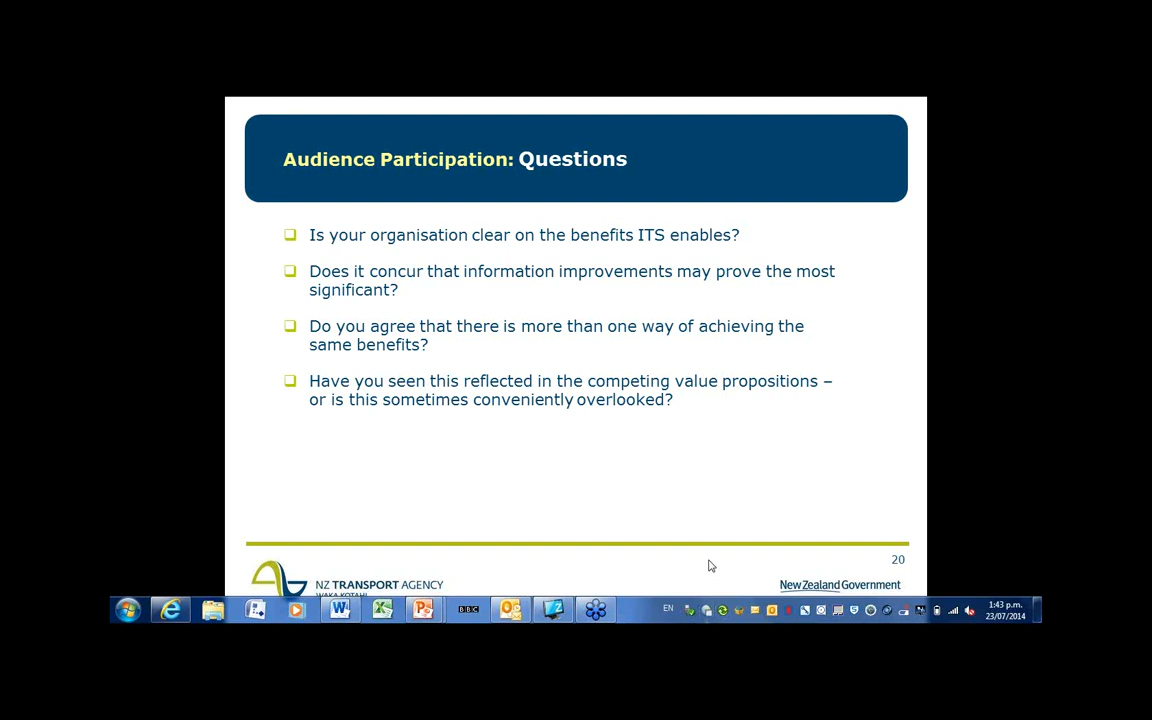 Audience Participation: Questions
Is your organisation clear on the benefits ITS enables?
Does it concur that information improvements may prove the most
significant?
Do you agree that there is more than one way of achieving the
same benefits?
Have you seen this reflected in the competing value propositions –
or is this sometimes conveniently overlooked?
20
NZ TRANSPORT AGENCY
WAKA KOTAHI
New Zealand Government
BBC
EN
1:43 p.m.
23/07/2014